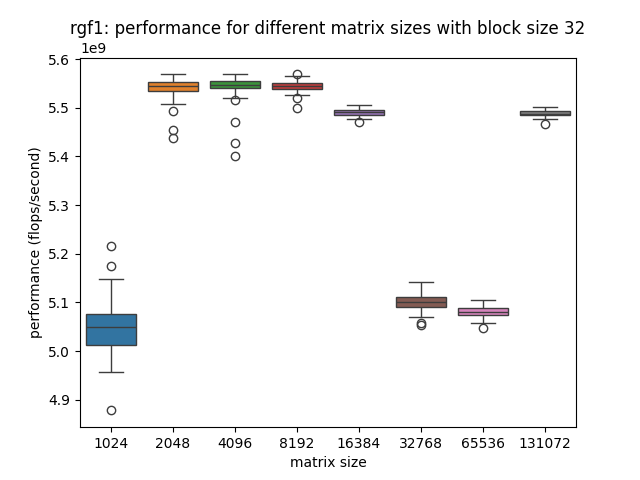 rgf1: performance for different matrix sizes with block size 32
1e9
5.6
5.5
5.4
5.3
5.2
5.1
5.0
4.9
performance (flops/second)
1024 2048 4096 8192 16384 32768 65536 131072
matrix size